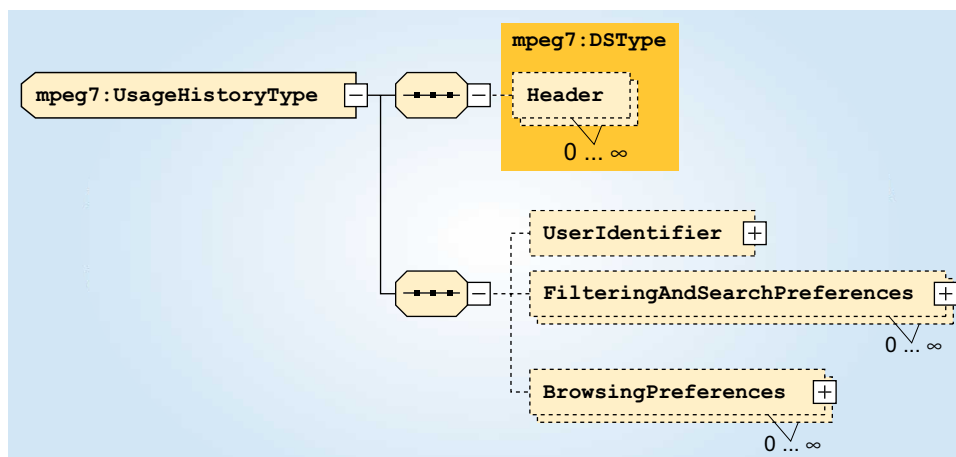 mpeg7:DSType
mpeg7:UsageHistoryType
Header
0 ... ∞
UserIdentifier
FilteringAndSearchPreferences
0 ... ∞
BrowsingPreferences
0 ... ∞